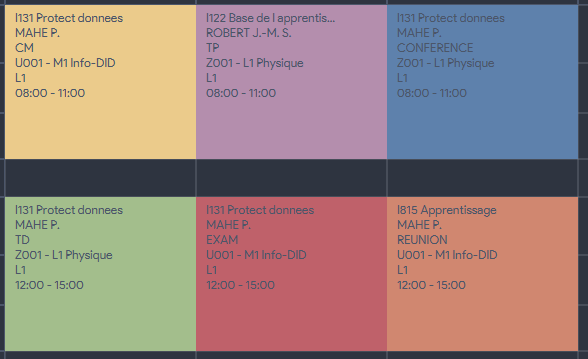 I131 Protect donnees
MAHE P.
CM
U001 - M1 Info-DID
L1
08:00 - 11:00
I122 Base de l apprentis...
ROBERT J.-M. S.
TP
Z001 - L1 Physique
L1
08:00 - 11:00
I131 Protect donnees
MAHE P.
CONFERENCE
Z001 - L1 Physique
L1
08:00 - 11:00
I131 Protect donnees
MAHE P.
TD
Z001 - L1 Physique
L1
12:00 - 15:00
I131 Protect donnees
MAHE P.
EXAM
U001 - M1 Info-DID
L1
12:00 - 15:00
I815 Apprentissage
MAHE P.
REUNION
U001 - M1 Info-DID
L1
12:00 - 15:00